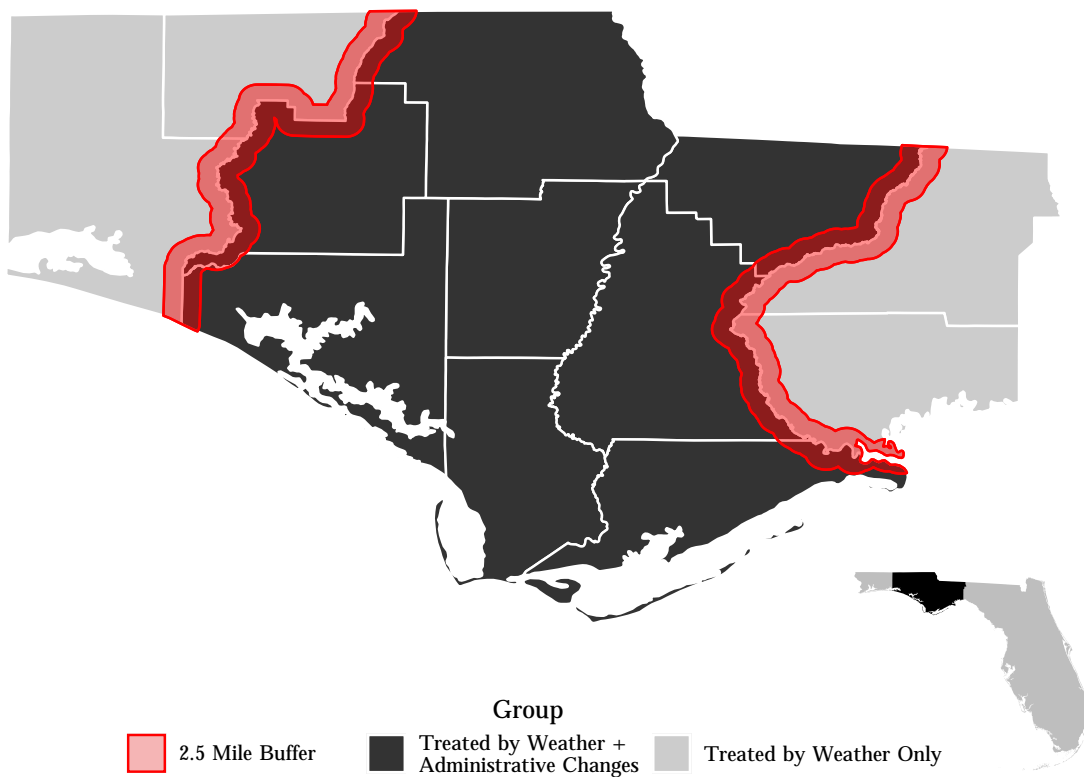 Group
2.5 Mile Buffer
Treated by Weather +
Administrative Changes
Treated by Weather Only